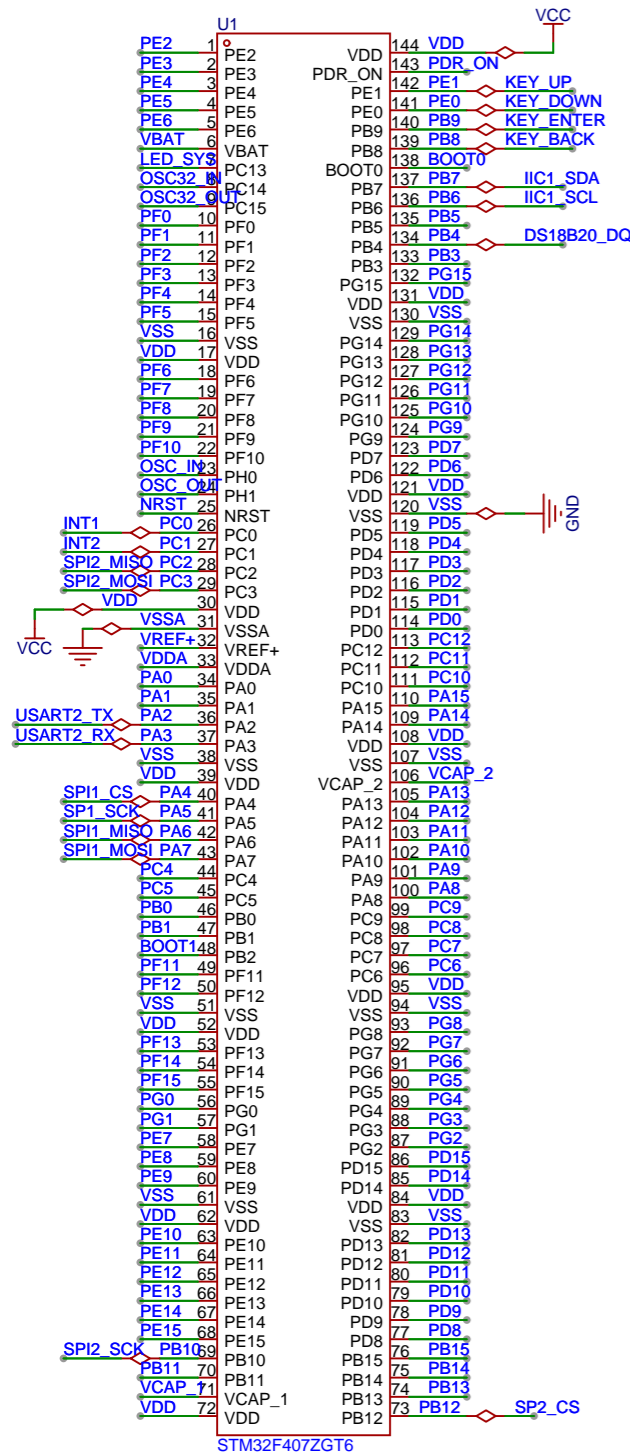 U1
VCC
PE2 1 PE2 VDD 144 VDD
PE3 2 PE3 PDR_ON 143 PDR_ON
PE4 3 PE4 PE1 142 PE1 KEY_UP
PE5 4 PE5 PE0 141 PE0 KEY_DOWN
PE6 5 PE6 PB9 140 PB9 KEY_ENTER
VBAT 6 VBAT PB8 139 PB8 KEY_BACK
LED_SYS 7 PC13 BOOT0 138 BOOT0
OSC32_IN 8 PC14 PB7 137 PB7 IIC1_SDA
OSC32_OUT 9 PC15 PB6 136 PB6 IIC1_SCL
PF0 10 PF0 PB5 135 PB5
PF1 11 PF1 PB4 134 PB4 DS18B20_DQ
PF2 12 PF2 PB3 133 PB3
PF3 13 PF3 PG15 132 PG15
PF4 14 PF4 VDD 131 VDD
PF5 15 PF5 VSS 130 VSS
VSS 16 VSS PG14 129 PG14
VDD 17 VDD PG13 128 PG13
PF6 18 PF6 PG12 127 PG12
PF7 19 PF7 PG11 126 PG11
PF8 20 PF8 PG10 125 PG10
PF9 21 PF9 PG9 124 PG9
PF10 22 PF10 PD7 123 PD7
OSC_IN 23 PH0 PD6 122 PD6
OSC_OUT 24 PH1 VDD 121 VDD
NRST 25 NRST VSS 120 VSS GND
INT1 PC0 26 PC0 PD5 119 PD5
INT2 PC1 27 PC1 PD4 118 PD4
SPI2_MISO PC2 28 PC2 PD3 117 PD3
SPI2_MOSI PC3 29 PC3 PD2 116 PD2
VDD 30 VDD PD1 115 PD1
VSSA 31 VSSA PD0 114 PD0
VCC VREF+ 32 VREF+ PC12 113 PC12
VDDA 33 VDDA PC11 112 PC11
PA0 34 PA0 PC10 111 PC10
PA1 35 PA1 PA15 110 PA15
USART2_TX PA2 36 PA2 PA14 109 PA14
USART2_RX PA3 37 PA3 VDD 108 VDD
VSS 38 VSS VSS 107 VSS
VDD 39 VDD VCAP_2 106 VCAP_2
SPI1_CS PA4 40 PA4 PA13 105 PA13
SP1_SCK PA5 41 PA5 PA12 104 PA12
SPI1_MISO PA6 42 PA6 PA11 103 PA11
SPI1_MOSI PA7 43 PA7 PA10 102 PA10
PC4 44 PC4 PA9 101 PA9
PC5 45 PC5 PA8 100 PA8
PB0 46 PB0 PC9 99 PC9
PB1 47 PB1 PC8 98 PC8
BOOT1 48 PB2 PC7 97 PC7
PF11 49 PF11 PC6 96 PC6
PF12 50 PF12 VDD 95 VDD
VSS 51 VSS VSS 94 VSS
VDD 52 VDD PG8 93 PG8
PF13 53 PF13 PG7 92 PG7
PF14 54 PF14 PG6 91 PG6
PF15 55 PF15 PG5 90 PG5
PG0 56 PG0 PG4 89 PG4
PG1 57 PG1 PG3 88 PG3
PE7 58 PE7 PG2 87 PG2
PE8 59 PE8 PD15 86 PD15
PE9 60 PE9 PD14 85 PD14
VSS 61 VSS VDD 84 VDD
VDD 62 VDD VSS 83 VSS
PE10 63 PE10 PD13 82 PD13
PE11 64 PE11 PD12 81 PD12
PE12 65 PE12 PD11 80 PD11
PE13 66 PE13 PD10 79 PD10
PE14 67 PE14 PD9 78 PD9
PE15 68 PE15 PD8 77 PD8
SPI2_SCK PB10 69 PB10 PB15 76 PB15
PB11 70 PB11 PB14 75 PB14
VCAP_1 71 VCAP_1 PB13 74 PB13
VDD 72 VDD PB12 73 PB12 SP2_CS
STM32F407ZGT6